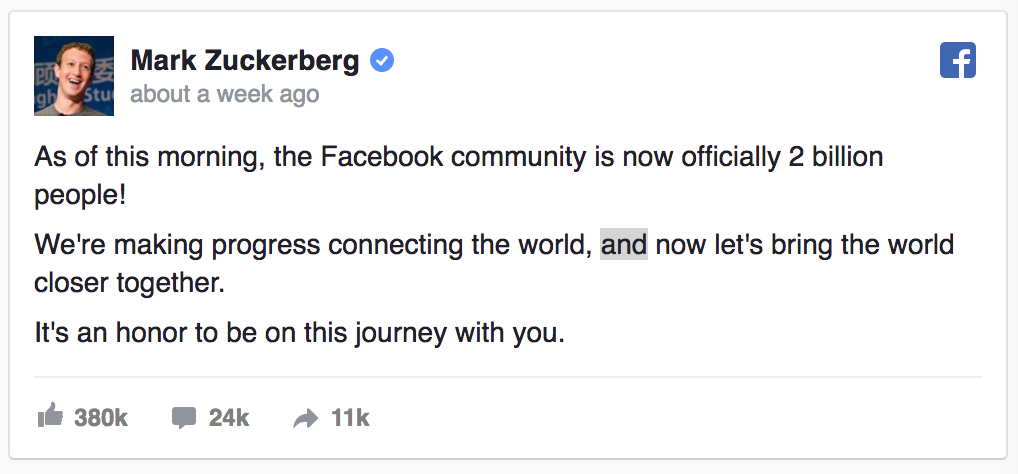 Mark Zuckerberg
about a week ago
As of this morning, the Facebook community is now officially 2 billion
people!
We're making progress connecting the world, and now let's bring the world
closer together.
It's an honor to be on this journey with you.
380k 24k 11k